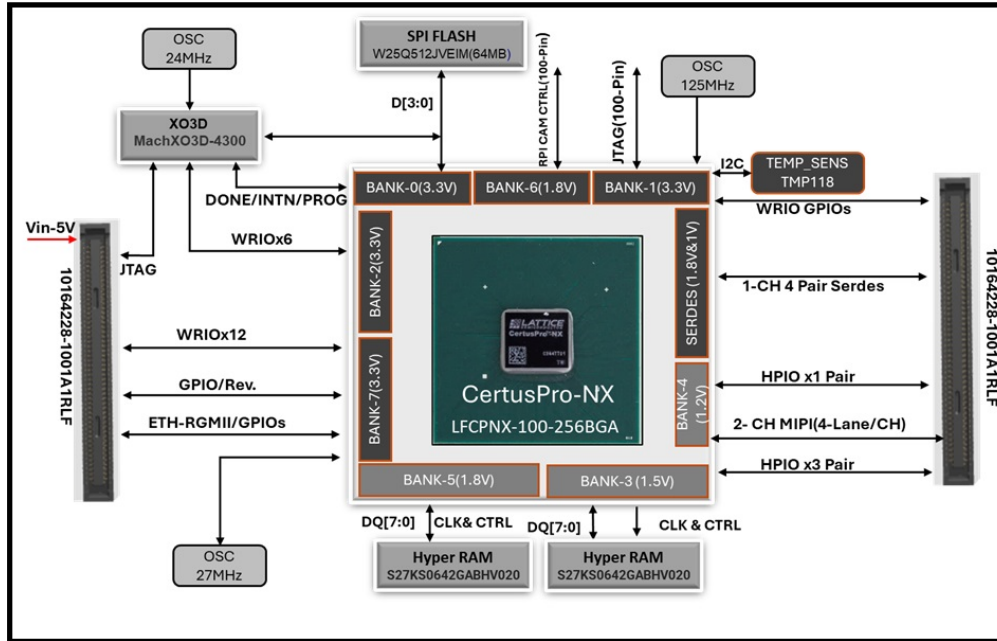 OSC
24MHz
SPI FLASH
W25Q512JVEIM(64MB)
OSC
125MHz
D[3:0]
RPI CAM CTRL(100-Pin)
JTAG(100-Pin)
XO3D
MachXO3D-4300
I2C
TEMP_SENS
TMP118
BANK-0(3.3V)
BANK-6(1.8V)
BANK-1(3.3V)
DONE/INTN/PROG
WRIO GPIOs
Vin-5V
WRIOx6
JTAG
BANK-2(3.3V)
SERDES (1.8V&1V)
1-CH 4 Pair Serdes
10164228-1001A1RLF
10164228-1001A1RLF
LATTICE
CertusPro-NX
WRIOx12
BANK-7(3.3V)
BANK-4
(1.2V)
GPIO/Rev.
CertusPro-NX
HPIO x1 Pair
ETH-RGMII/GPIOs
LFCPNX-100-256BGA
2- CH MIPI(4-Lane/CH)
BANK-5(1.8V)
BANK-3 (1.5V)
HPIO x3 Pair
DQ[7:0]
CLK& CTRL
DQ[7:0]
CLK & CTRL
OSC
27MHz
Hyper RAM
S27KS0642GABHV020
Hyper RAM
S27KS0642GABHV020